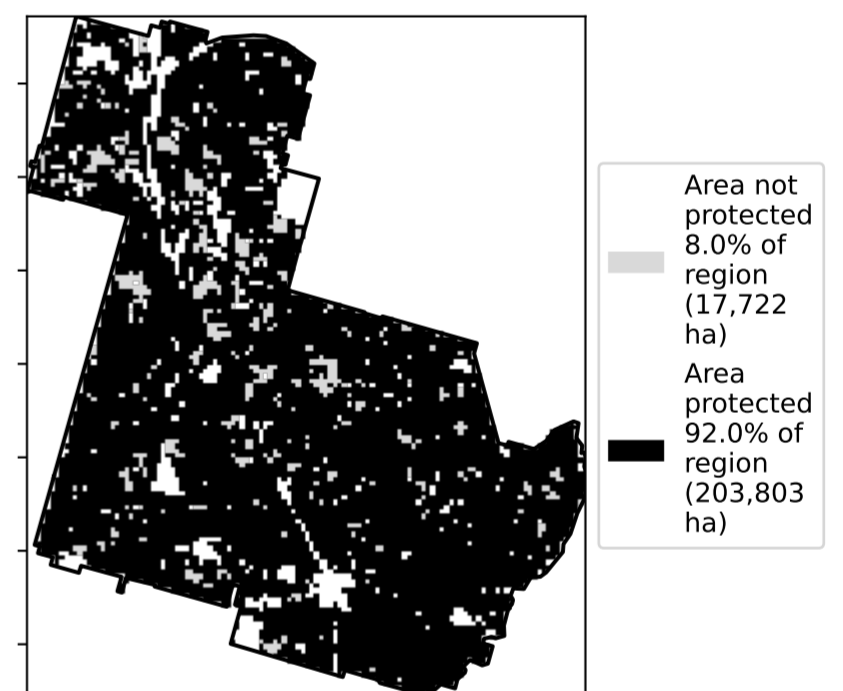 Area not
protected
8.0% of
region
(17,722
ha)
Area
protected
92.0% of
region
(203,803
ha)